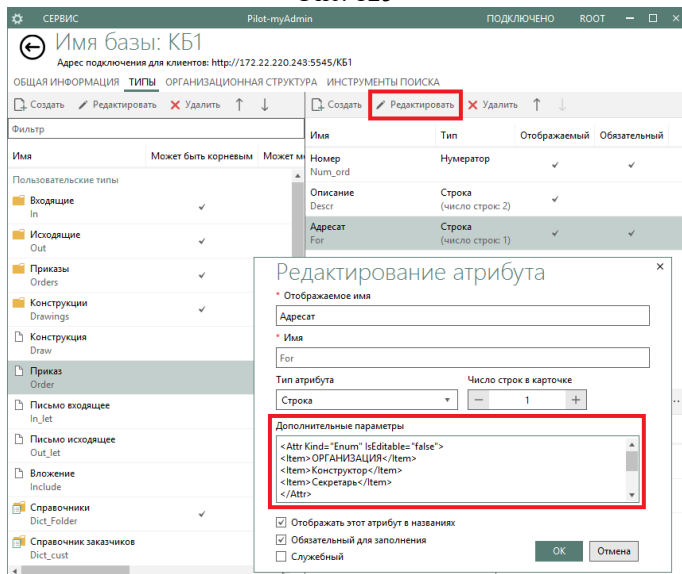 СЕРВИС Pilot-myAdmin ПОДКЛЮЧЕНО ROOT
Имя базы: КБ1
Адрес подключения для клиентов: http://172.22.220.243:5545/КБ1
ОБЩАЯ ИНФОРМАЦИЯ ТИПЫ ОРГАНИЗАЦИОННАЯ СТРУКТУРА ИНСТРУМЕНТЫ ПОИСКА
Создать Редактировать Удалить ↑ ↓
Фильтр
Имя Может быть корневым Может м
Пользовательские типы
Входящие ✓
In
Исходящие ✓
Out
Приказы ✓
Orders
Конструкции ✓
Drawings
Конструкция
Draw
Приказ
Order
Письмо входящее
In_let
Письмо исходящее
Out_let
Вложение
Include
Справочники ✓
Dict_Folder
Справочник заказчиков
Dict_cust
Создать Редактировать Удалить ↑ ↓
Имя Тип Отображаемый Обязательный
Номер Нумератор ✓ ✓
Num_ord
Описание Строка ✓
Descr (число строк: 2)
Адресат Строка ✓ ✓
For (число строк: 1)
Редактирование атрибута
* Отображаемое имя
Адресат
* Имя
For
Тип атрибута Число строк в карточке
Строка − 1 +
Дополнительные параметры
<Attr Kind="Enum" IsEditable="false">
<Item>ОРГАНИЗАЦИЯ</Item>
<Item>Конструктор</Item>
<Item>Секретарь</Item>
</Attr>
Отображать этот атрибут в названиях
Обязательный для заполнения
Служебный
ОК Отмена